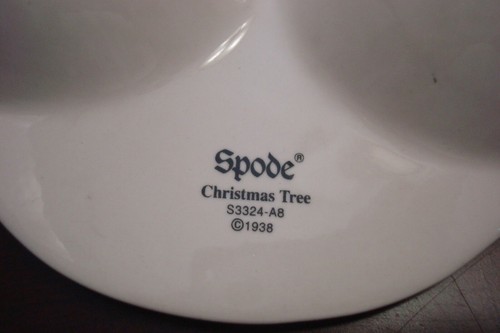 Spode®
Christmas Tree
S3324-A8
©1938